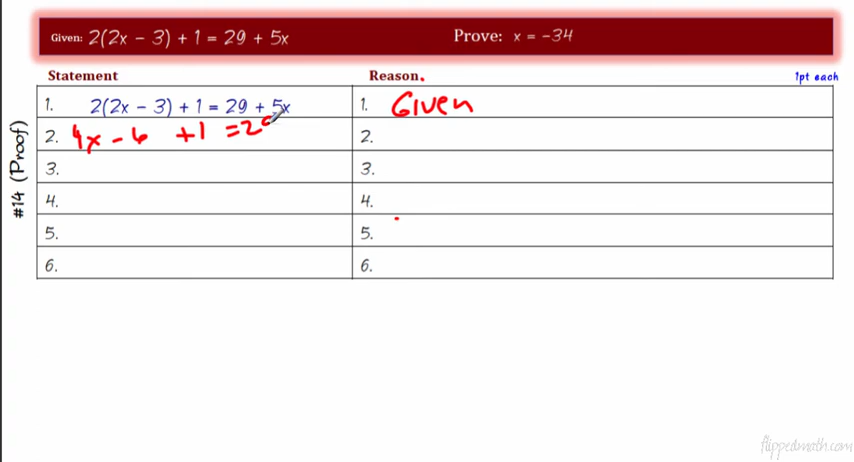 Given: 2(2x - 3) + 1 = 29 + 5x
Prove: x = -34
Statement
Reason.
1pt each
#14 (Proof)
1. 2(2x - 3) + 1 = 29 + 5x
1. Given
2. 4x - 6 + 1 = 29
2.
3.
3.
4.
4.
5.
5.
6.
6.
flippedmath.com